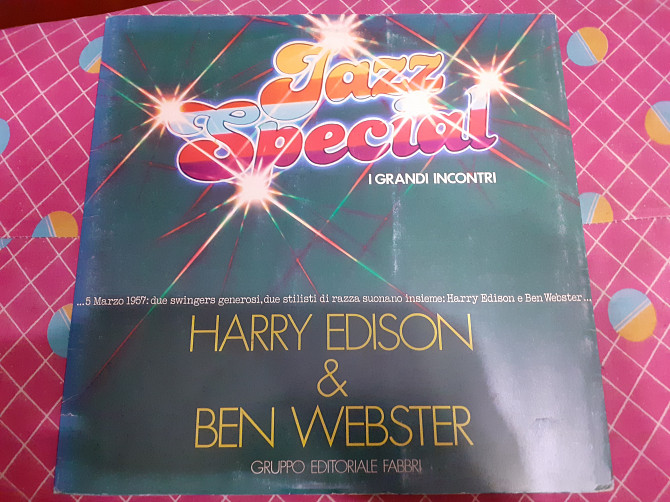 Jazz
Special
I GRANDI INCONTRI
...5 Marzo 1957: due swingers generosi, due stilisti di razza suonano insieme: Harry Edison e Ben Webster...
HARRY EDISON
&
BEN WEBSTER
GRUPPO EDITORIALE FABBRI